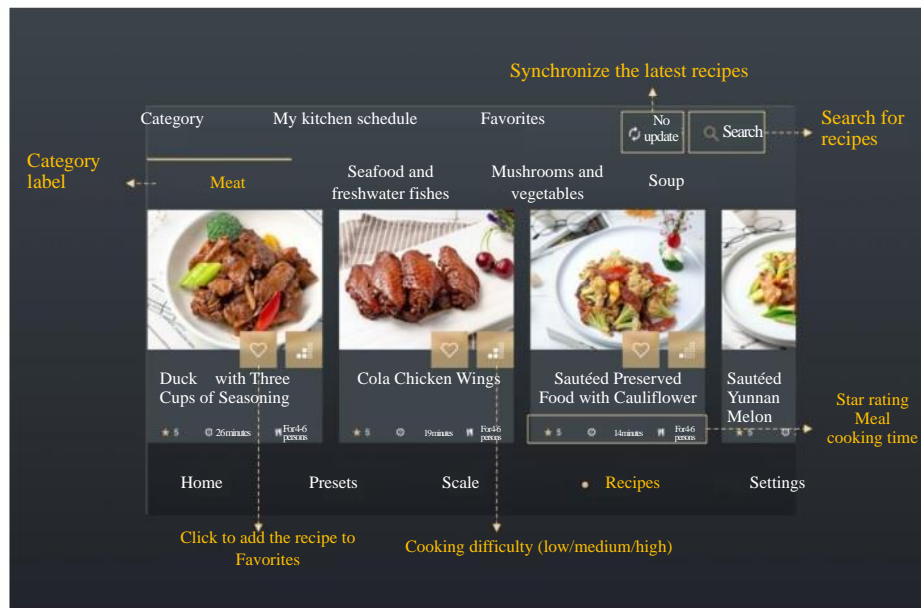 Synchronize the latest recipes
Category
My kitchen schedule
Favorites
No
update
Search
Search for
recipes
Category
label
Meat
Seafood and
freshwater fishes
Mushrooms and
vegetables
Soup
Duck with Three
Cups of Seasoning
Cola Chicken Wings
Sautéed Preserved
Food with Cauliflower
Sautéed
Yunnan
Melon
5
26minutes
For4-6
persons
5
19minutes
For4-6
persons
5
14minutes
For4-6
persons
5
Star rating
Meal
cooking time
Home
Presets
Scale
Recipes
Settings
Click to add the recipe to
Favorites
Cooking difficulty (low/medium/high)